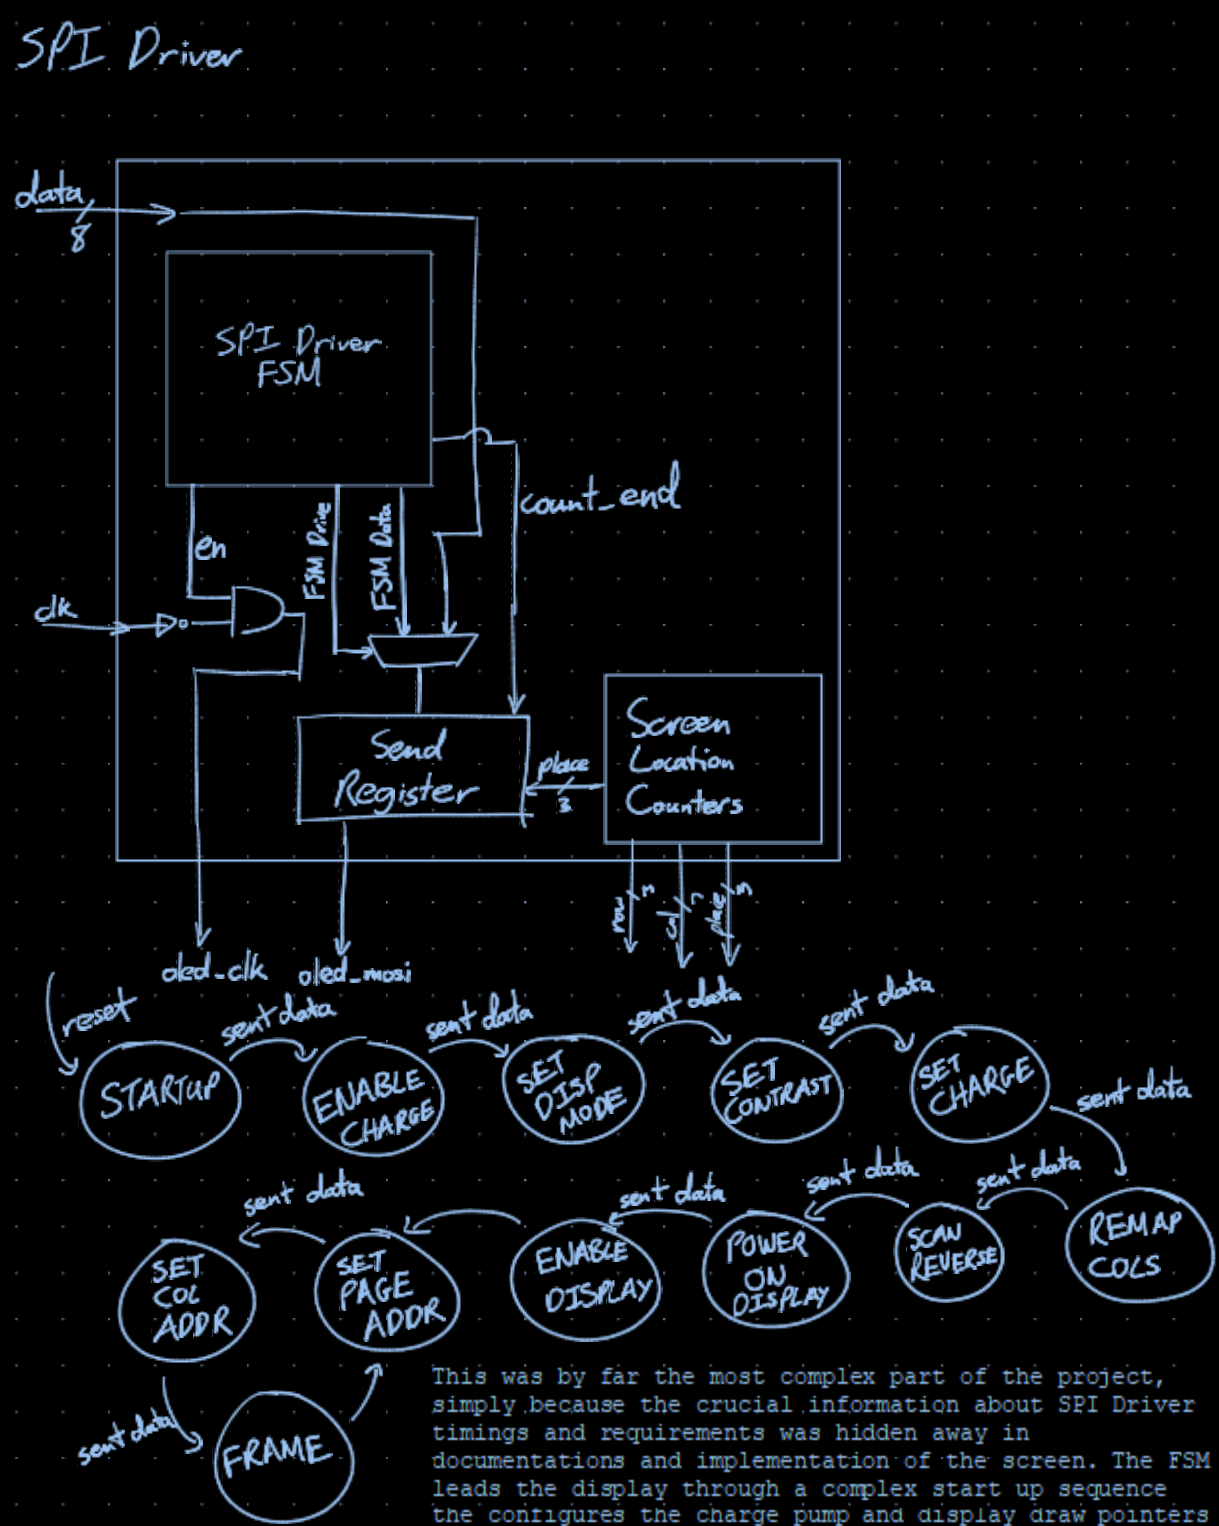 SPI Driver
data
8
SPI Driver
FSM
count_end
en
FSM Drive
FSM Data
clk
Send
Register
place
3
Screen
Location
Counters
row
col
7
place
3
oled_clk
oled_mosi
reset
sent data
sent data
sent data
sent data
STARTUP
ENABLE
CHARGE
SET
DISP
MODE
SET
CONTRAST
SET
CHARGE
sent data
sent data
sent data
sent data
sent data
SET
COL
ADDR
SET
PAGE
ADDR
ENABLE
DISPLAY
POWER
ON
DISPLAY
SCAN
REVERSE
REMAP
COLS
sent data
FRAME
This was by far the most complex part of the project,
simply because the crucial information about SPI Driver
timings and requirements was hidden away in
documentations and implementation of the screen. The FSM
leads the display through a complex start up sequence
the configures the charge pump and display draw pointers